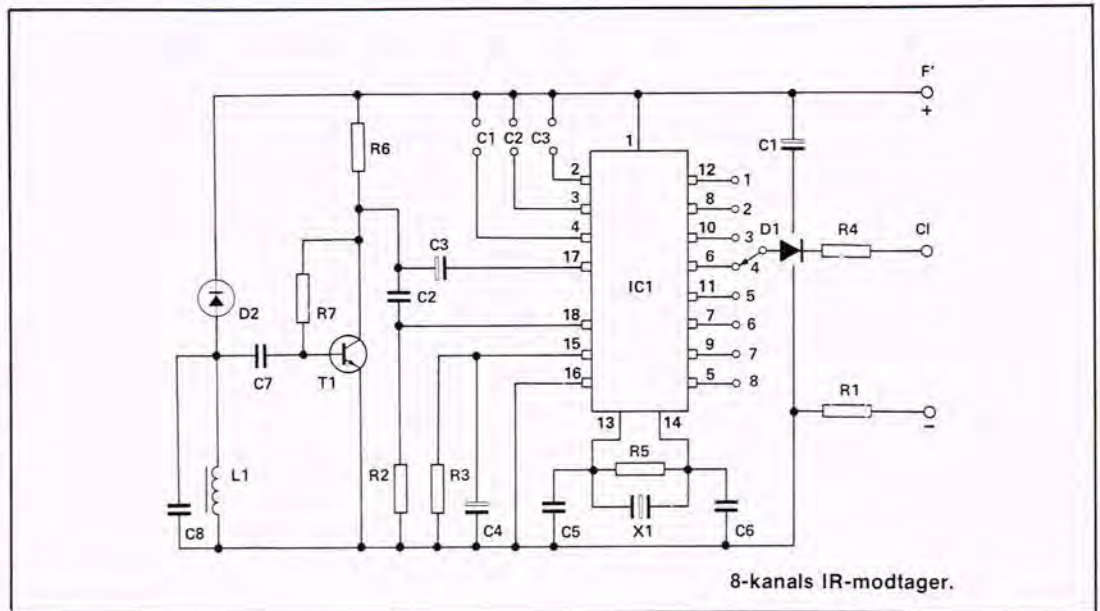 F'
+
1
R6
C1 C2 C3
C1
2 12 1
3 8 2
4 10 3
D1 R4 CI
C3
17 6 4
IC1
D2
R7
C2
11 5
18 7 6
15 9 7
C7
T1
16 5 8
13 14
R1
-
R5
L1
R2 R3
C8
C4
C5
X1
C6
8-kanals IR-modtager.